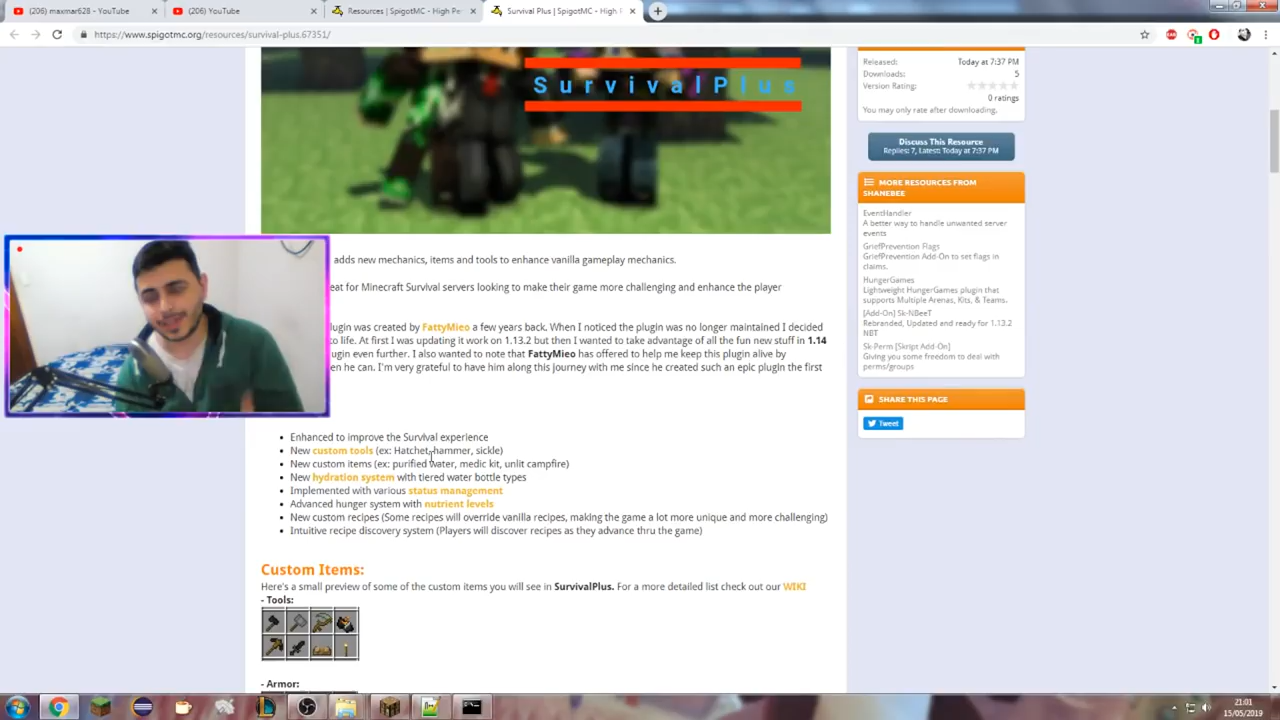 (206) maxmar628 - YouTube
(206) YouTube
Resources | SpigotMC - High Pe
Survival Plus | SpigotMC - High
https://www.spigotmc.org/resources/survival-plus.67351/
SurvivalPlus
adds new mechanics, items and tools to enhance vanilla gameplay mechanics.
eat for Minecraft Survival servers looking to make their game more challenging and enhance the player
lugin was created by FattyMieo a few years back. When I noticed the plugin was no longer maintained I decided
to life. At first I was updating it work on 1.13.2 but then I wanted to take advantage of all the fun new stuff in 1.14
ugin even further. I also wanted to note that FattyMieo has offered to help me keep this plugin alive by
en he can. I'm very grateful to have him along this journey with me since he created such an epic plugin the first
Enhanced to improve the Survival experience
New custom tools (ex: Hatchet, hammer, sickle)
New custom items (ex: purified water, medic kit, unlit campfire)
New hydration system with tiered water bottle types
Implemented with various status management
Advanced hunger system with nutrient levels
New custom recipes (Some recipes will override vanilla recipes, making the game a lot more unique and more challenging)
Intuitive recipe discovery system (Players will discover recipes as they advance thru the game)
Custom Items:
Here's a small preview of some of the custom items you will see in SurvivalPlus. For a more detailed list check out our WIKI
- Tools:
- Armor:
Released: Today at 7:37 PM
Downloads: 5
Version Rating:
0 ratings
You may only rate after downloading.
Discuss This Resource
Replies: 7, Latest: Today at 7:37 PM
MORE RESOURCES FROM
SHANEBEE
EventHandler
A better way to handle unwanted server
events
GriefPrevention Flags
GriefPrevention Add-On to set flags in
claims.
HungerGames
Lightweight HungerGames plugin that
supports Multiple Arenas, Kits, & Teams.
[Add-On] Sk-NBeeT
Rebranded, Updated and ready for 1.13.2
NBT
Sk-Perm [Skript Add-On]
Giving you some freedom to deal with
perms/groups
SHARE THIS PAGE
Tweet
21:01
15/05/2019